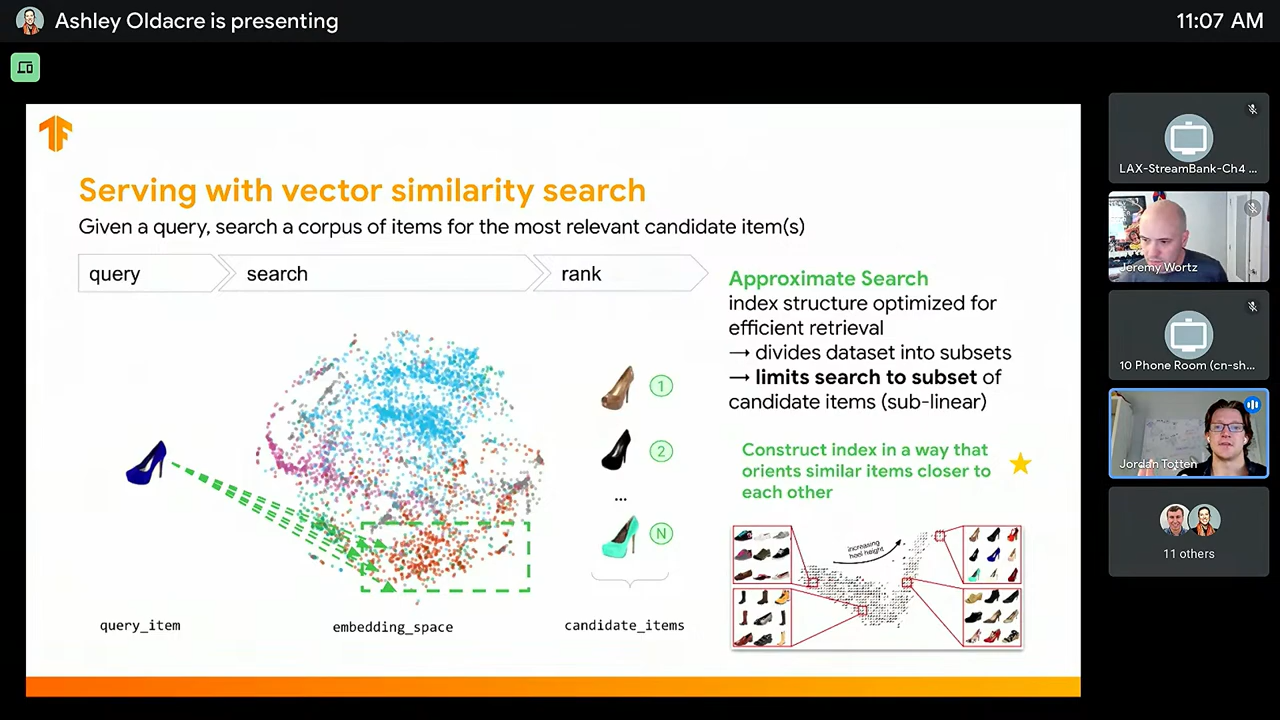 Ashley Oldacre is presenting
11:07 AM
Serving with vector similarity search
Given a query, search a corpus of items for the most relevant candidate item(s)
query
search
rank
Approximate Search
index structure optimized for
efficient retrieval
→ divides dataset into subsets
→ limits search to subset of
candidate items (sub-linear)
1
2
...
N
Construct index in a way that
orients similar items closer to
each other
increasing
heel height
query_item
embedding_space
candidate_items
LAX-StreamBank-Ch4 ...
Jeremy Wortz
10 Phone Room (cn-sh...
Jordan Totten
11 others